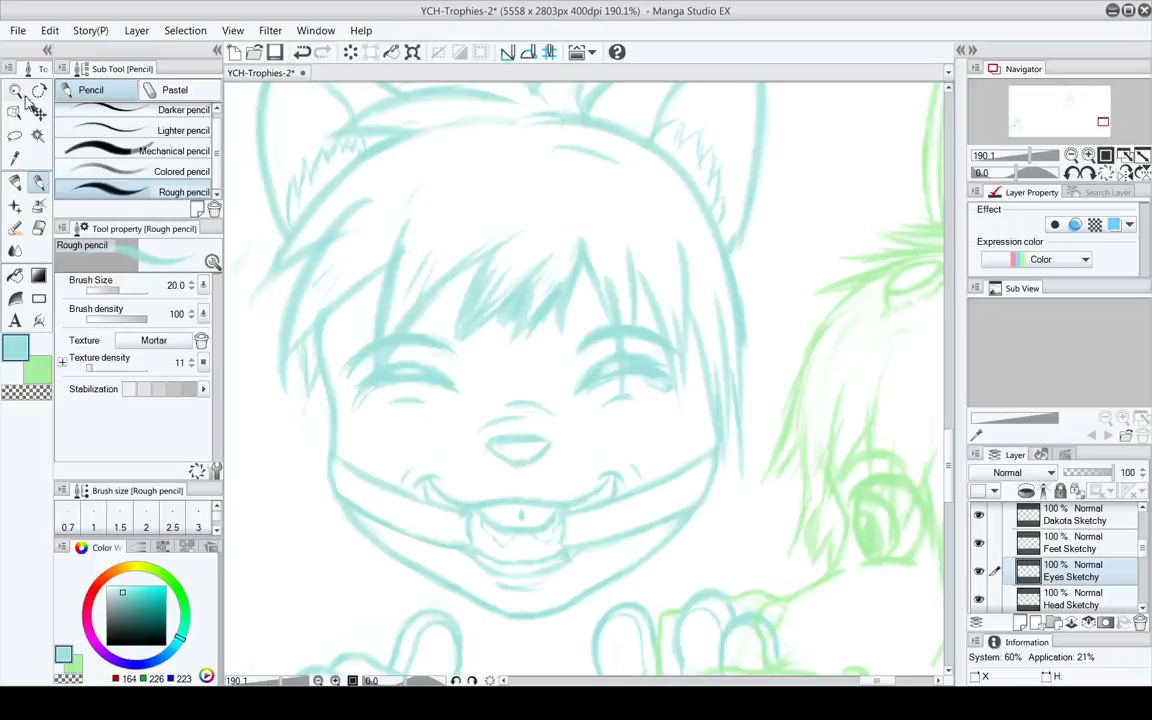 YCH-Trophies-2* (5558 x 2803px 400dpi 190.1%) - Manga Studio EX
File Edit Story(P) Layer Selection View Filter Window Help
To Sub Tool [Pencil] YCH-Trophies-2* Navigator
Pencil Pastel
Darker pencil
Lighter pencil
Mechanical pencil
Colored pencil
Rough pencil
Tool property [Rough pencil]
Rough pencil
Brush Size 20.0
Brush density 100
Texture Mortar
Texture density 11
Stabilization
Brush size [Rough pencil]
0.7 1 1.5 2 2.5 3
Color W
164 226 223
190.1 0.0
190.1
0.0
Layer Property Search Layer
Effect
Expression color
Color
Sub View
Layer
Normal 100
100 % Normal
Dakota Sketchy
100 % Normal
Feet Sketchy
100 % Normal
Eyes Sketchy
100 % Normal
Head Sketchy
Information
System: 60% Application: 21%
X H: